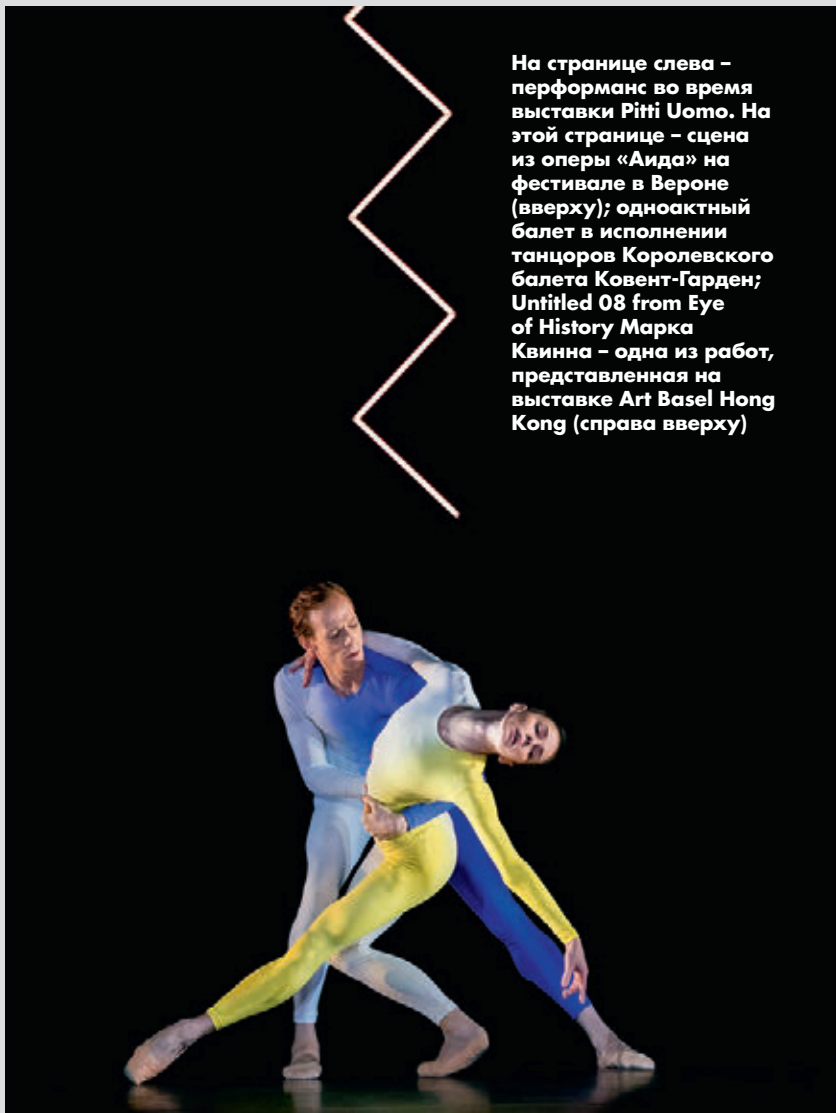 На странице слева –
перформанс во время
выставки Pitti Uomo. На
этой странице – сцена
из оперы «Аида» на
фестивале в Вероне
(вверху); одноактный
балет в исполнении
танцоров Королевского
балета Ковент-Гарден;
Untitled 08 from Eye
of History Марка
Квинна – одна из работ,
представленная на
выставке Art Basel Hong
Kong (справа вверху)